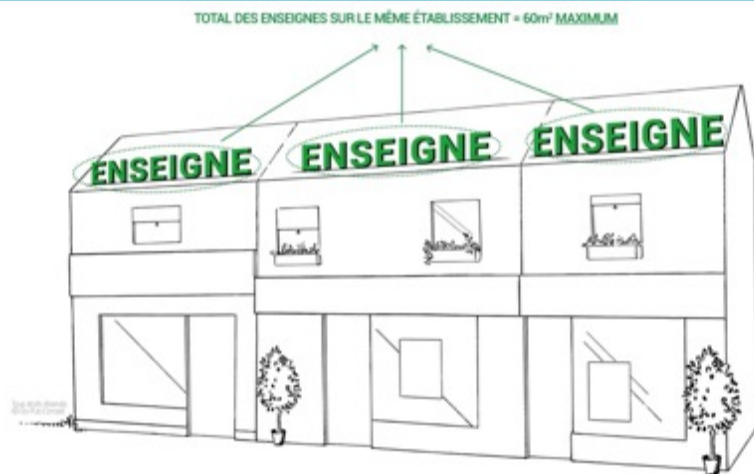 TOTAL DES ENSEIGNES SUR LE MÊME ÉTABLISSEMENT = 60m² MAXIMUM
ENSEIGNE ENSEIGNE ENSEIGNE